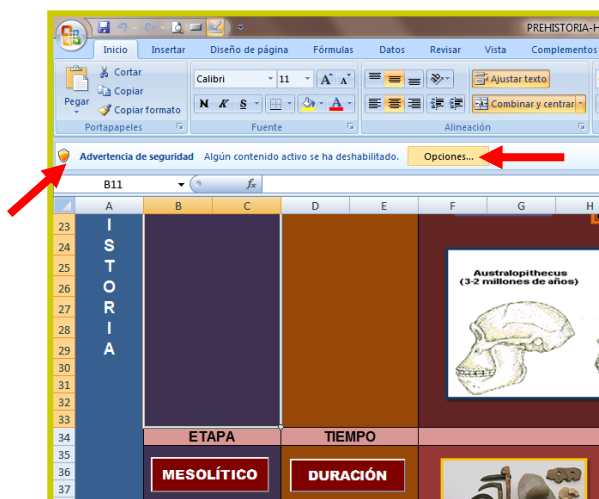 PREHISTORIA-H
Inicio Insertar Diseño de página Fórmulas Datos Revisar Vista Complementos
Pegar
Cortar
Copiar
Copiar formato
Portapapeles
Calibri 11 A A
N K S A
Fuente
Alineación
Ajustar texto
Combinar y centrar
Advertencia de seguridad Algún contenido activo se ha deshabilitado. Opciones...
B11 fx
A B C D E F G H
23 I
24 S
25 T
26 O
27 R
28 I
29 A
30
31
32
33
Australopithecus
(3-2 millones de años)
34 ETAPA TIEMPO
35
36 MESOLÍTICO DURACIÓN
37